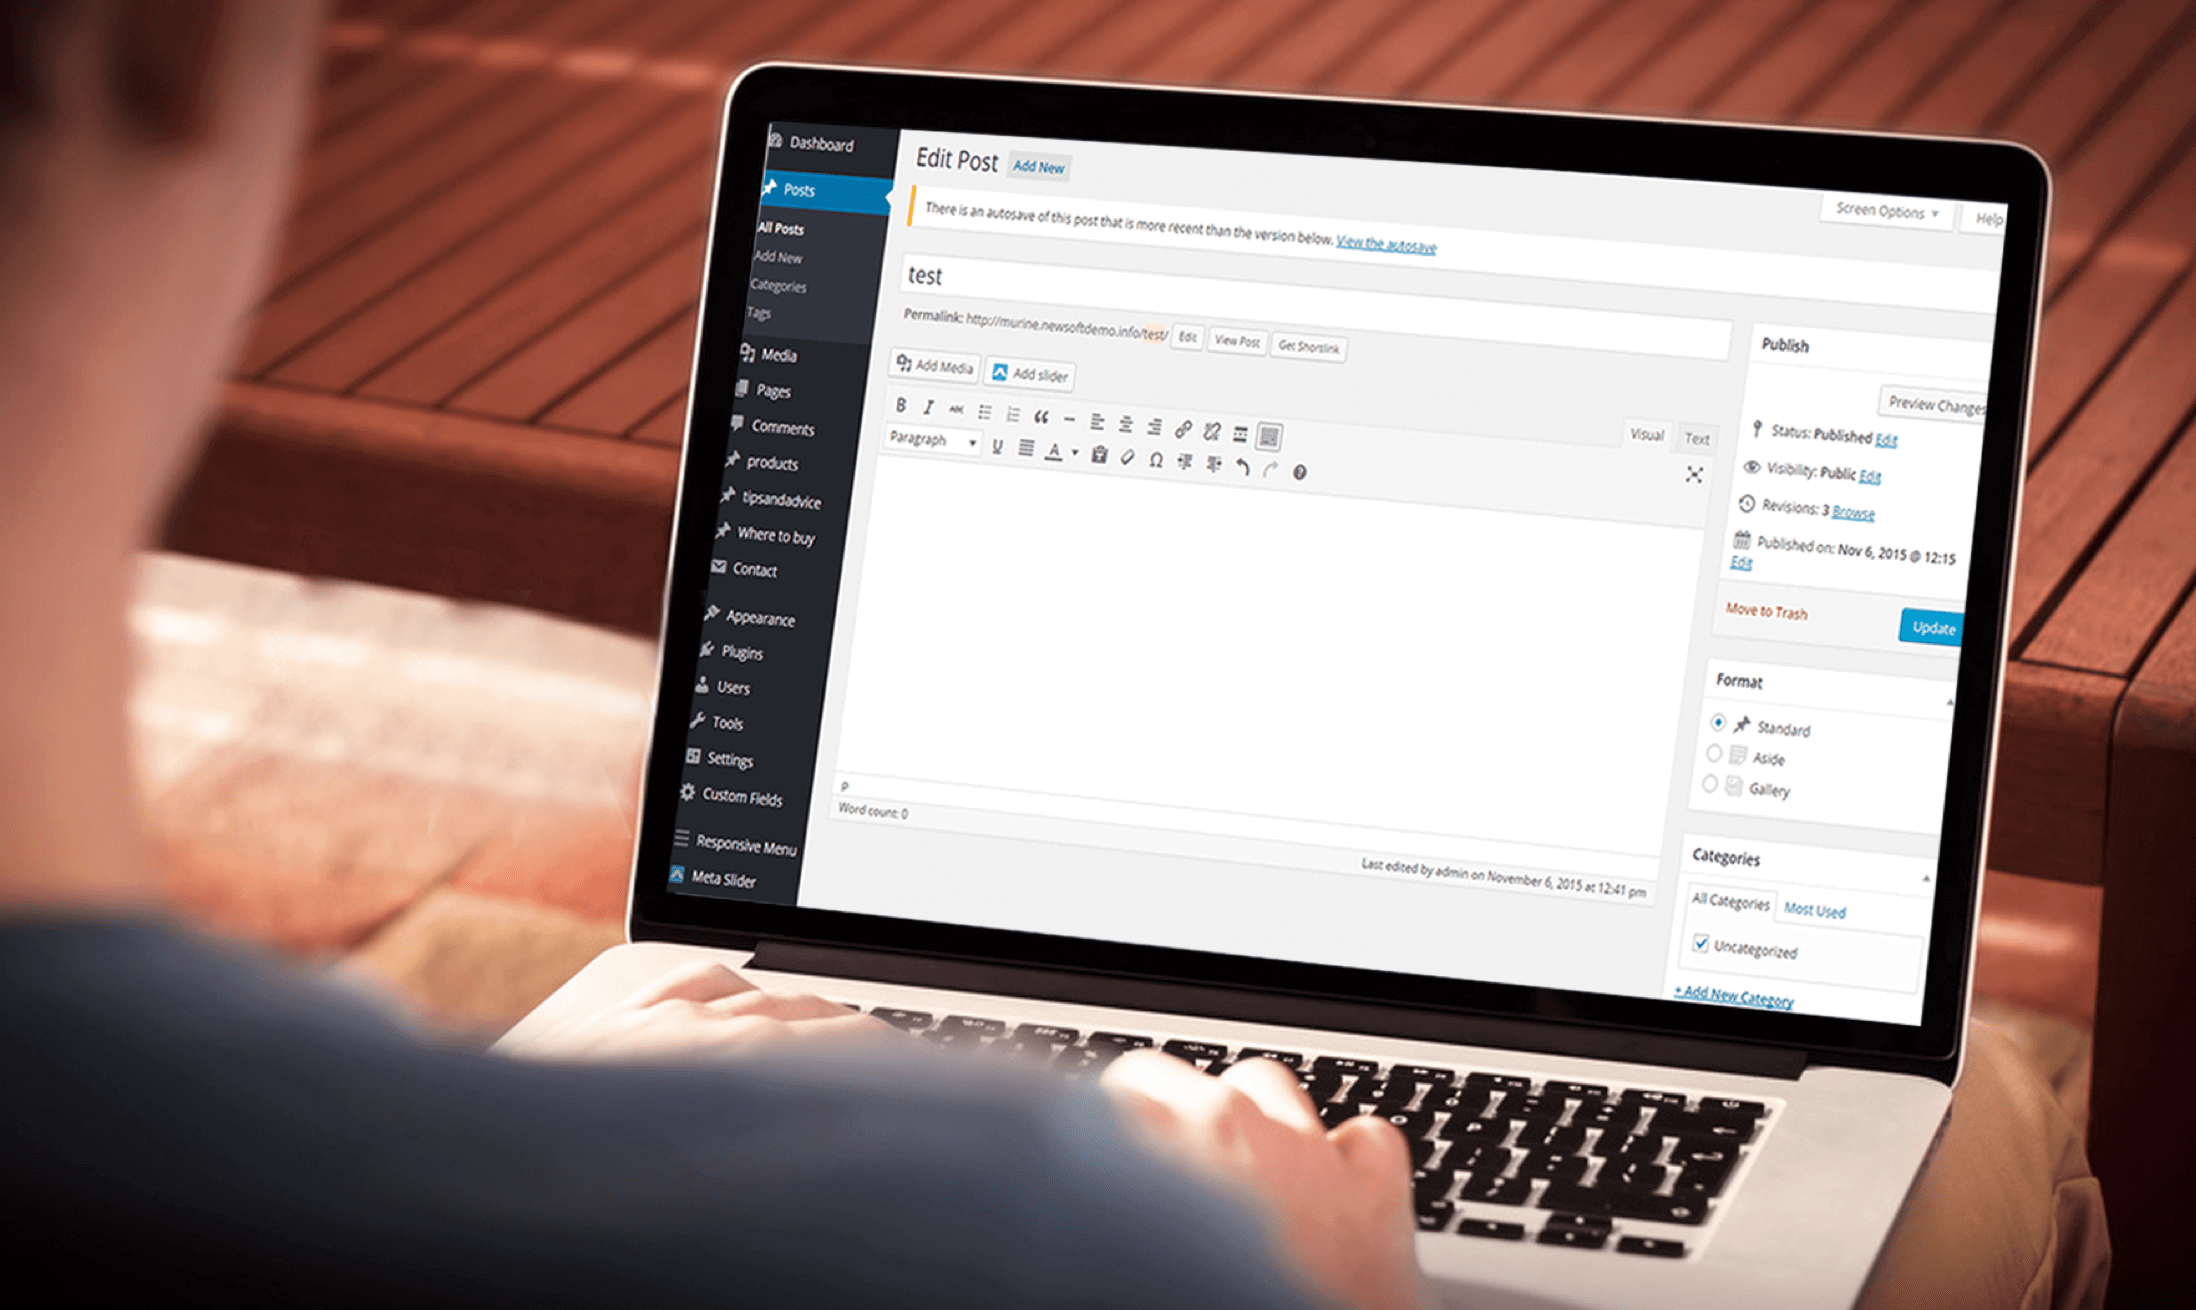 Dashboard
Posts
All Posts
Add New
Categories
Tags
Media
Pages
Comments
products
tipsandadvice
Where to buy
Contact
Appearance
Plugins
Users
Tools
Settings
Custom Fields
Responsive Menu
Meta Slider
Edit Post Add New
Screen Options Help
There is an autosave of this post that is more recent than the version below. View the autosave
test
Permalink: http://murine.newsoftdemo.info/test/ Edit View Post Get Shortlink
Add Media Add slider
Visual Text
B I ABC
Paragraph U A Ω
P
Word count: 0
Last edited by admin on November 6, 2015 at 12:41 pm
Publish
Preview Changes
Status: Published Edit
Visibility: Public Edit
Revisions: 3 Browse
Published on: Nov 6, 2015 @ 12:15
Edit
Move to Trash Update
Format
Standard
Aside
Gallery
Categories
All Categories Most Used
Uncategorized
+ Add New Category